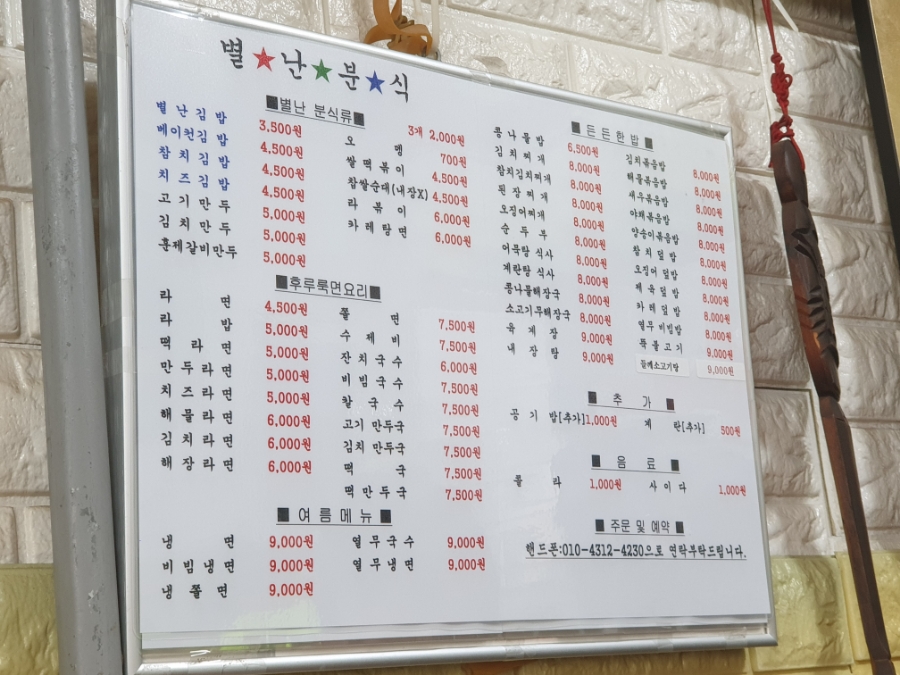 별★난★분★식
■별난 분식류■
별난김밥 3,500원
베이컨김밥 4,500원
참치김밥 4,500원
치즈김밥 4,500원
고기만두 5,000원
김치만두 5,000원
훈제갈비만두 5,000원
오뎅 3개 2,000원
700원
쌀떡볶이 4,500원
찹쌀순대(내장X) 4,500원
라볶이 6,000원
카레탕면 6,000원
■후루룩면요리■
라면 4,500원
라밥 5,000원
떡라면 5,000원
만두라면 5,000원
치즈라면 5,000원
해물라면 6,000원
김치라면 6,000원
해장라면 6,000원
쫄면 7,500원
수제비 7,500원
잔치국수 6,000원
비빔국수 7,500원
칼국수 7,500원
고기만두국 7,500원
김치만두국 7,500원
떡국 7,500원
떡만두국 7,500원
■여름메뉴■
냉면 9,000원
비빔냉면 9,000원
냉쫄면 9,000원
열무국수 9,000원
열무냉면 9,000원
■든든한밥■
콩나물밥 6,500원
김치찌개 8,000원
참치김치찌개 8,000원
된장찌개 8,000원
오징어찌개 8,000원
순두부 8,000원
어묵탕 식사 8,000원
계란탕 식사 8,000원
콩나물해장국 8,000원
소고기무해장국 8,000원
육계장 9,000원
내장탕 9,000원
김치볶음밥 8,000원
해물볶음밥 8,000원
새우볶음밥 8,000원
야채볶음밥 8,000원
양송이볶음밥 8,000원
참치덮밥 8,000원
오징어덮밥 8,000원
제육덮밥 8,000원
카레덮밥 8,000원
열무비빔밥 8,000원
뚝불고기 9,000원
들깨소고기탕 9,000원
■추가■
공기밥[추가] 1,000원
계란[추가] 500원
■음료■
콜라 1,000원
사이다 1,000원
■주문 및 예약■
핸드폰:010-4312-4230으로 연락부탁드립니다.